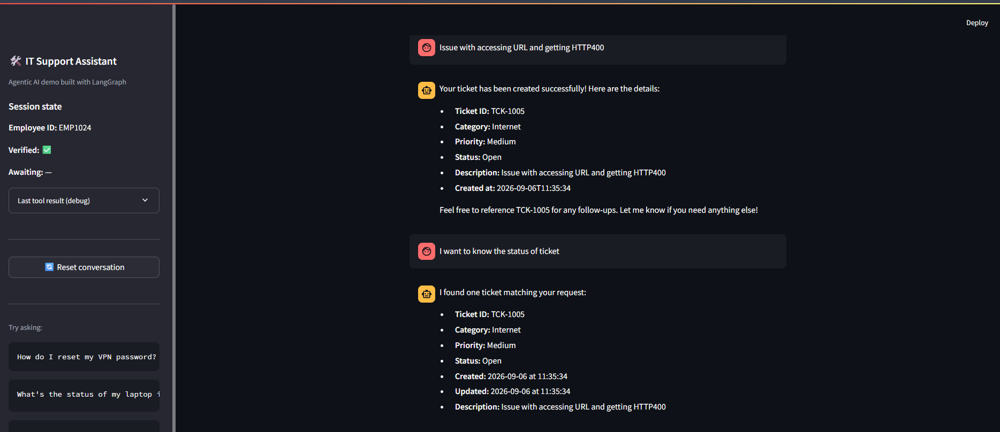 Deploy
🛠️ IT Support Assistant
Agentic AI demo built with LangGraph
Session state
Employee ID: EMP1024
Verified: ✅
Awaiting: —
Last tool result (debug)
🔄 Reset conversation
Try asking:
How do I reset my VPN password?
What's the status of my laptop
Issue with accessing URL and getting HTTP400
Your ticket has been created successfully! Here are the details:
• Ticket ID: TCK-1005
• Category: Internet
• Priority: Medium
• Status: Open
• Description: Issue with accessing URL and getting HTTP400
• Created at: 2026-09-06T11:35:34
Feel free to reference TCK-1005 for any follow-ups. Let me know if you need anything else!
I want to know the status of ticket
I found one ticket matching your request:
• Ticket ID: TCK-1005
• Category: Internet
• Priority: Medium
• Status: Open
• Created: 2026-09-06 at 11:35:34
• Updated: 2026-09-06 at 11:35:34
• Description: Issue with accessing URL and getting HTTP400